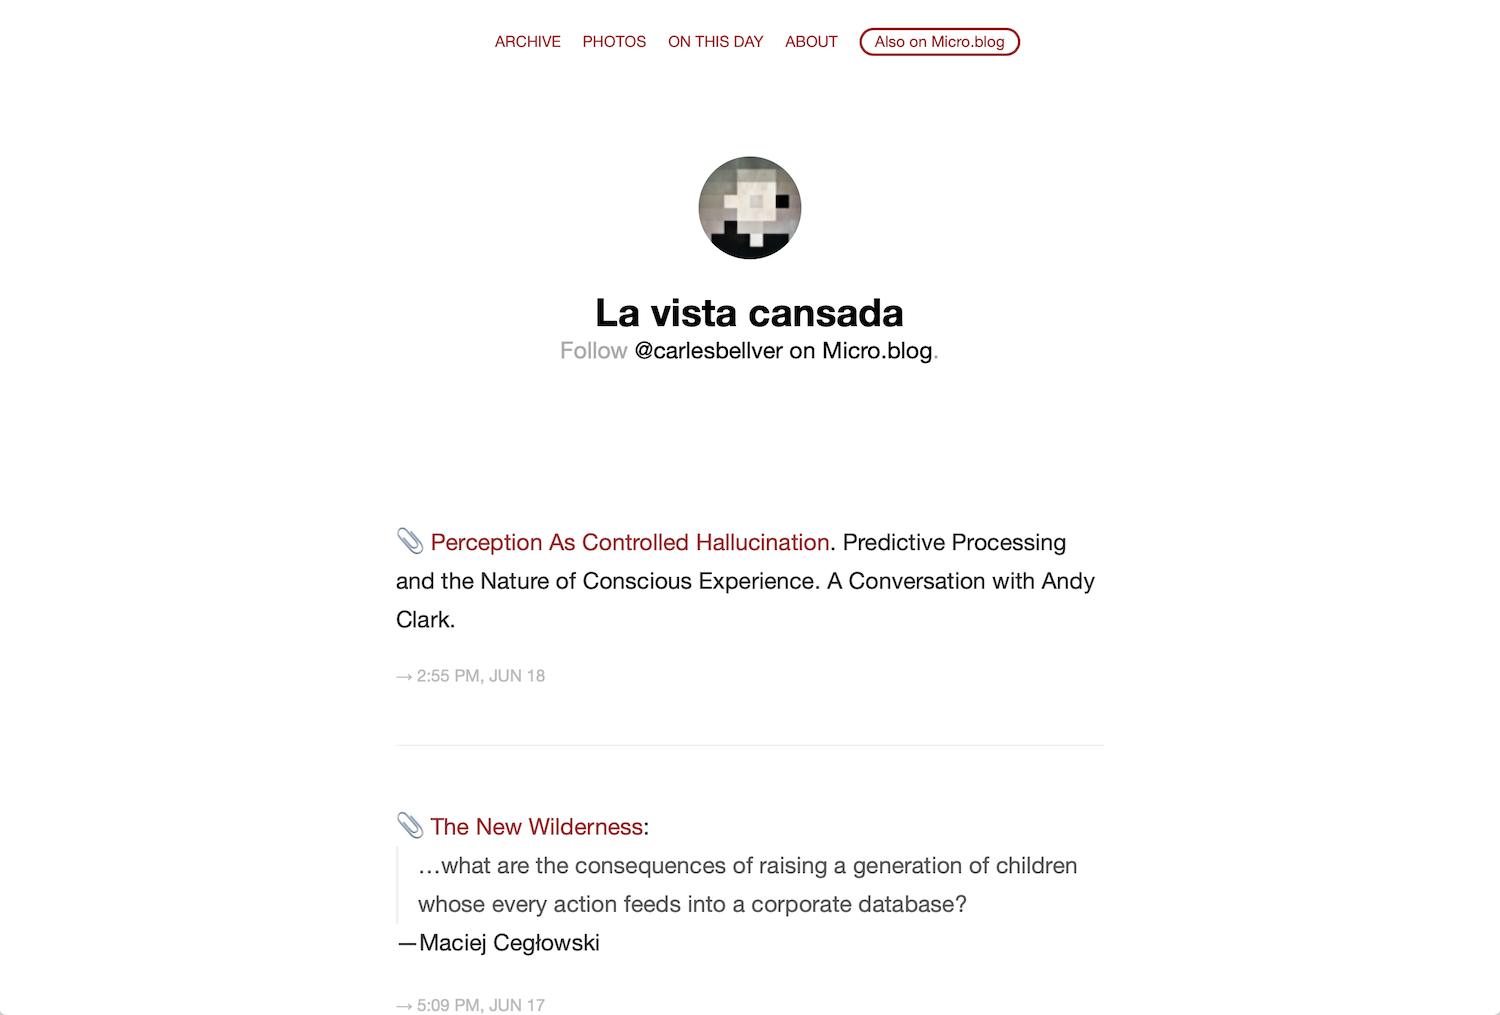 ARCHIVE PHOTOS ON THIS DAY ABOUT Also on Micro.blog
La vista cansada
Follow @carlesbellver on Micro.blog.
Perception As Controlled Hallucination. Predictive Processing
and the Nature of Conscious Experience. A Conversation with Andy
Clark.
→ 2:55 PM, JUN 18
The New Wilderness:
…what are the consequences of raising a generation of children
whose every action feeds into a corporate database?
—Maciej Cegłowski
→ 5:09 PM, JUN 17